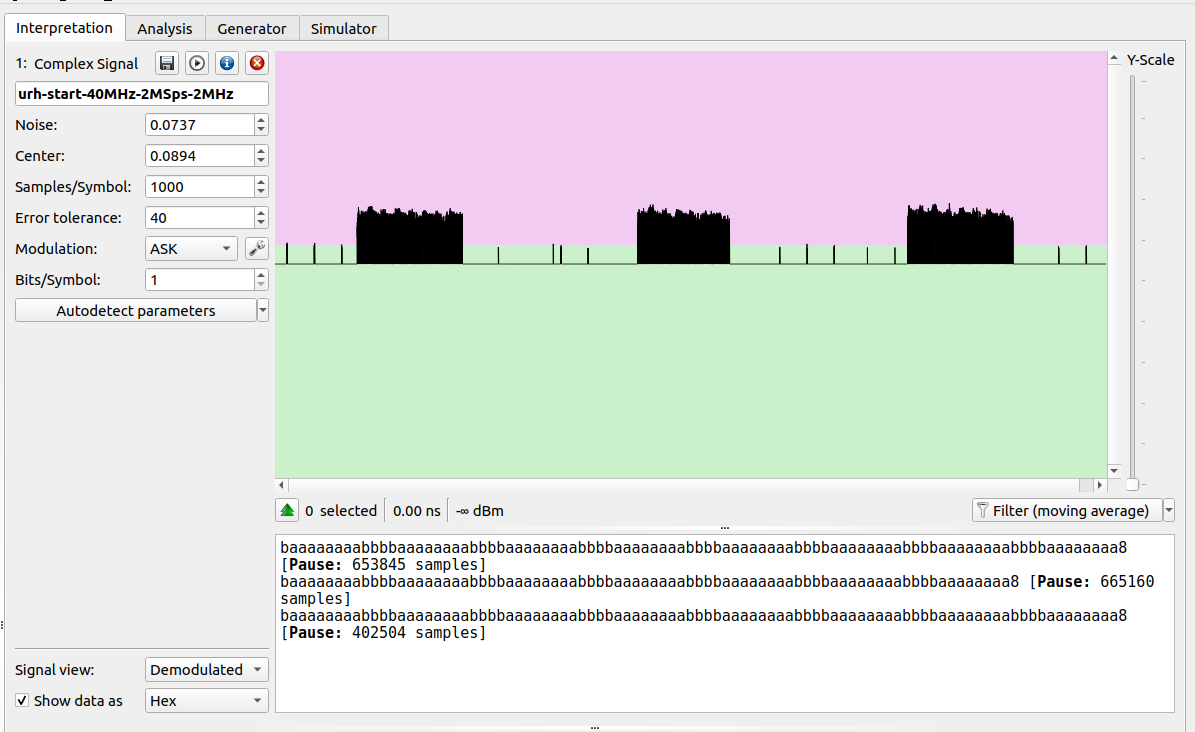 Interpretation
Analysis
Generator
Simulator
1: Complex Signal
Y-Scale
urh-start-40MHz-2MSps-2MHz
Noise: 0.0737
Center: 0.0894
Samples/Symbol: 1000
Error tolerance: 40
Modulation: ASK
Bits/Symbol: 1
Autodetect parameters
0 selected
0.00 ns
-∞ dBm
Filter (moving average)
baaaaaaaabbbbaaaaaaaabbbbaaaaaaaabbbbaaaaaaaabbbbaaaaaaaabbbbaaaaaaaabbbbaaaaaaaabbbbaaaaaaaa8
[Pause: 653845 samples]
baaaaaaaabbbbaaaaaaaabbbbaaaaaaaabbbbaaaaaaaabbbbaaaaaaaabbbbaaaaaaaabbbbaaaaaaaa8 [Pause: 665160
samples]
baaaaaaaabbbbaaaaaaaabbbbaaaaaaaabbbbaaaaaaaabbbbaaaaaaaabbbbaaaaaaaabbbbaaaaaaaabbbbaaaaaaaa8
[Pause: 402504 samples]
Signal view: Demodulated
Show data as Hex